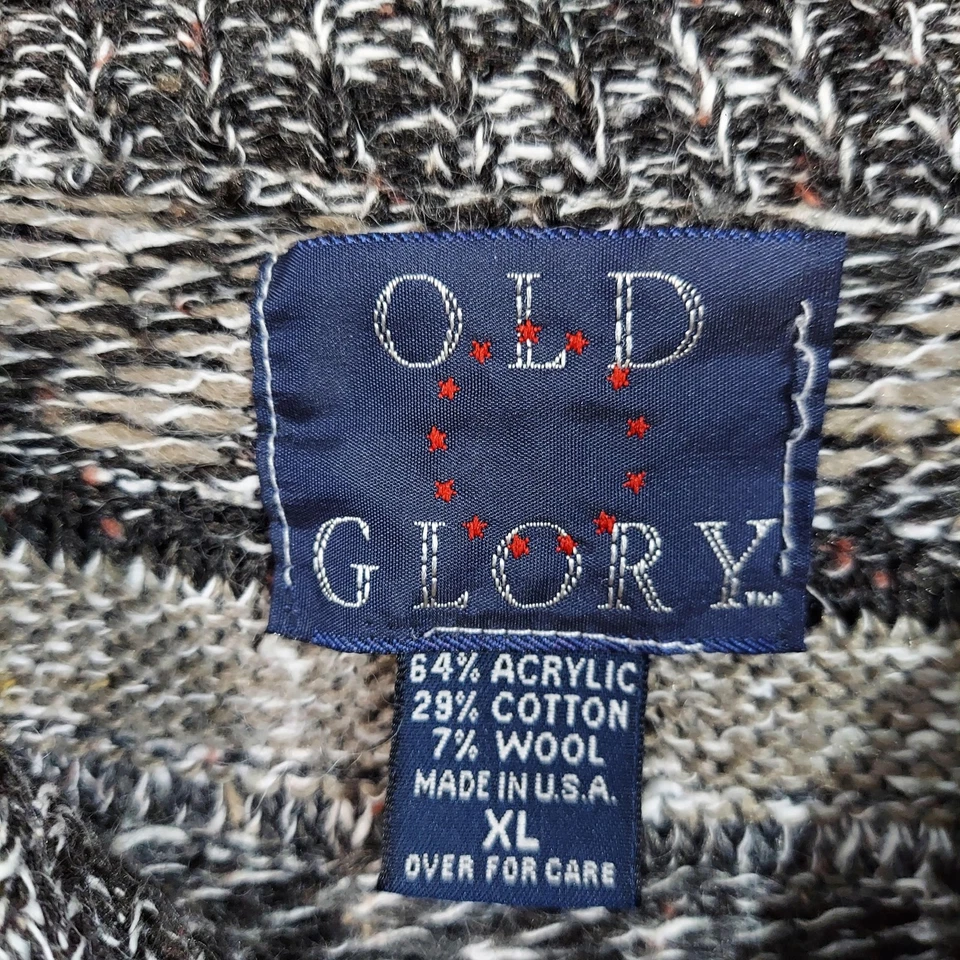 OLD
GLORY™
64% ACRYLIC
29% COTTON
7% WOOL
MADE IN U.S.A.
XL
OVER FOR CARE